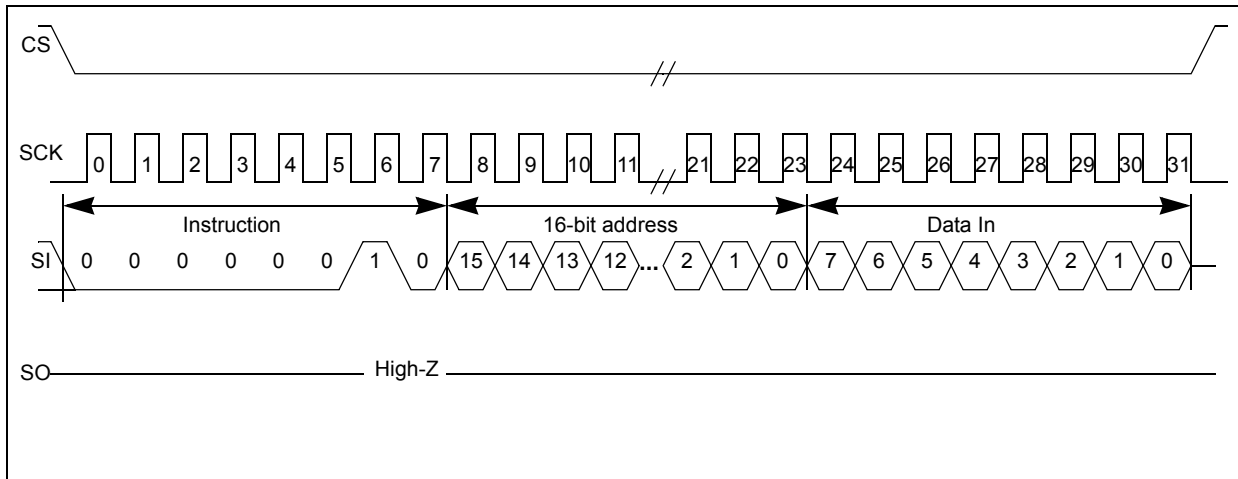 CS
SCK
0 1 2 3 4 5 6 7 8 9 10 11 21 22 23 24 25 26 27 28 29 30 31
Instruction 16-bit address Data In
SI 0 0 0 0 0 0 1 0 15 14 13 12 ... 2 1 0 7 6 5 4 3 2 1 0
SO High-Z